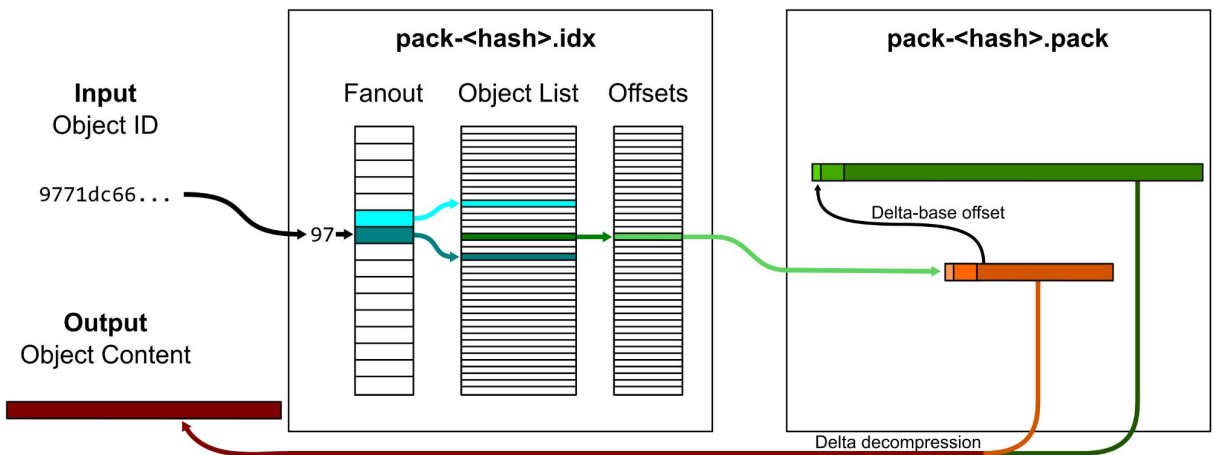 pack-<hash>.idx
pack-<hash>.pack
Input
Object ID
Fanout
Object List
Offsets
9771dc66...
97
Delta-base offset
Output
Object Content
Delta decompression